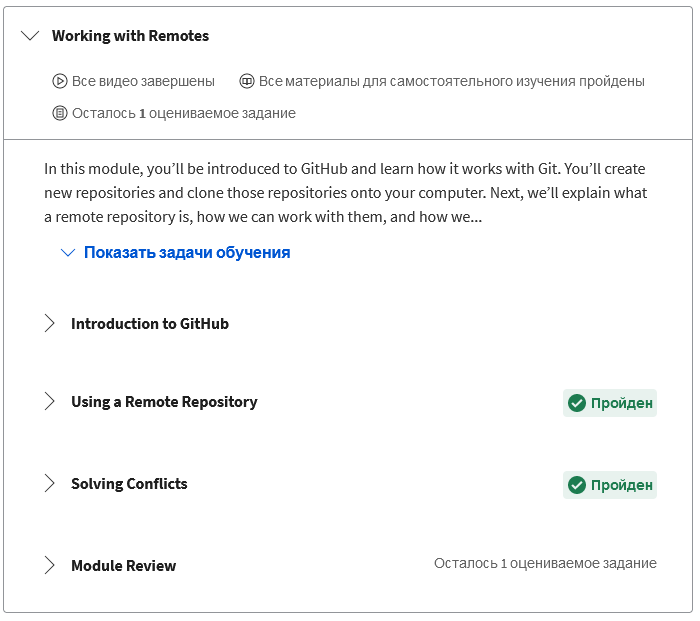 Working with Remotes
Все видео завершены Все материалы для самостоятельного изучения пройдены
Осталось 1 оцениваемое задание
In this module, you’ll be introduced to GitHub and learn how it works with Git. You’ll create
new repositories and clone those repositories onto your computer. Next, we’ll explain what
a remote repository is, how we can work with them, and how we...
Показать задачи обучения
Introduction to GitHub
Using a Remote Repository Пройден
Solving Conflicts Пройден
Module Review Осталось 1 оцениваемое задание